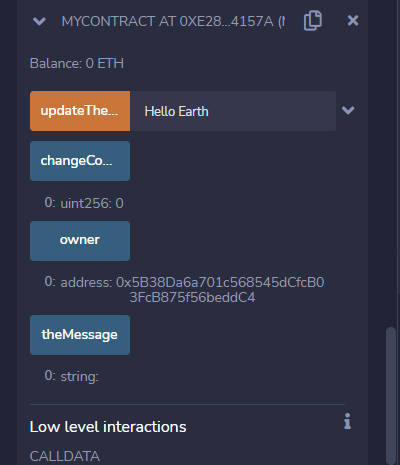 MYCONTRACT AT 0XE28...4157A (M
Balance: 0 ETH
updateThe... Hello Earth
changeCo...
0: uint256: 0
owner
0: address: 0x5B38Da6a701c568545dCfcB0
3FcB875f56beddC4
theMessage
0: string:
Low level interactions
CALLDATA